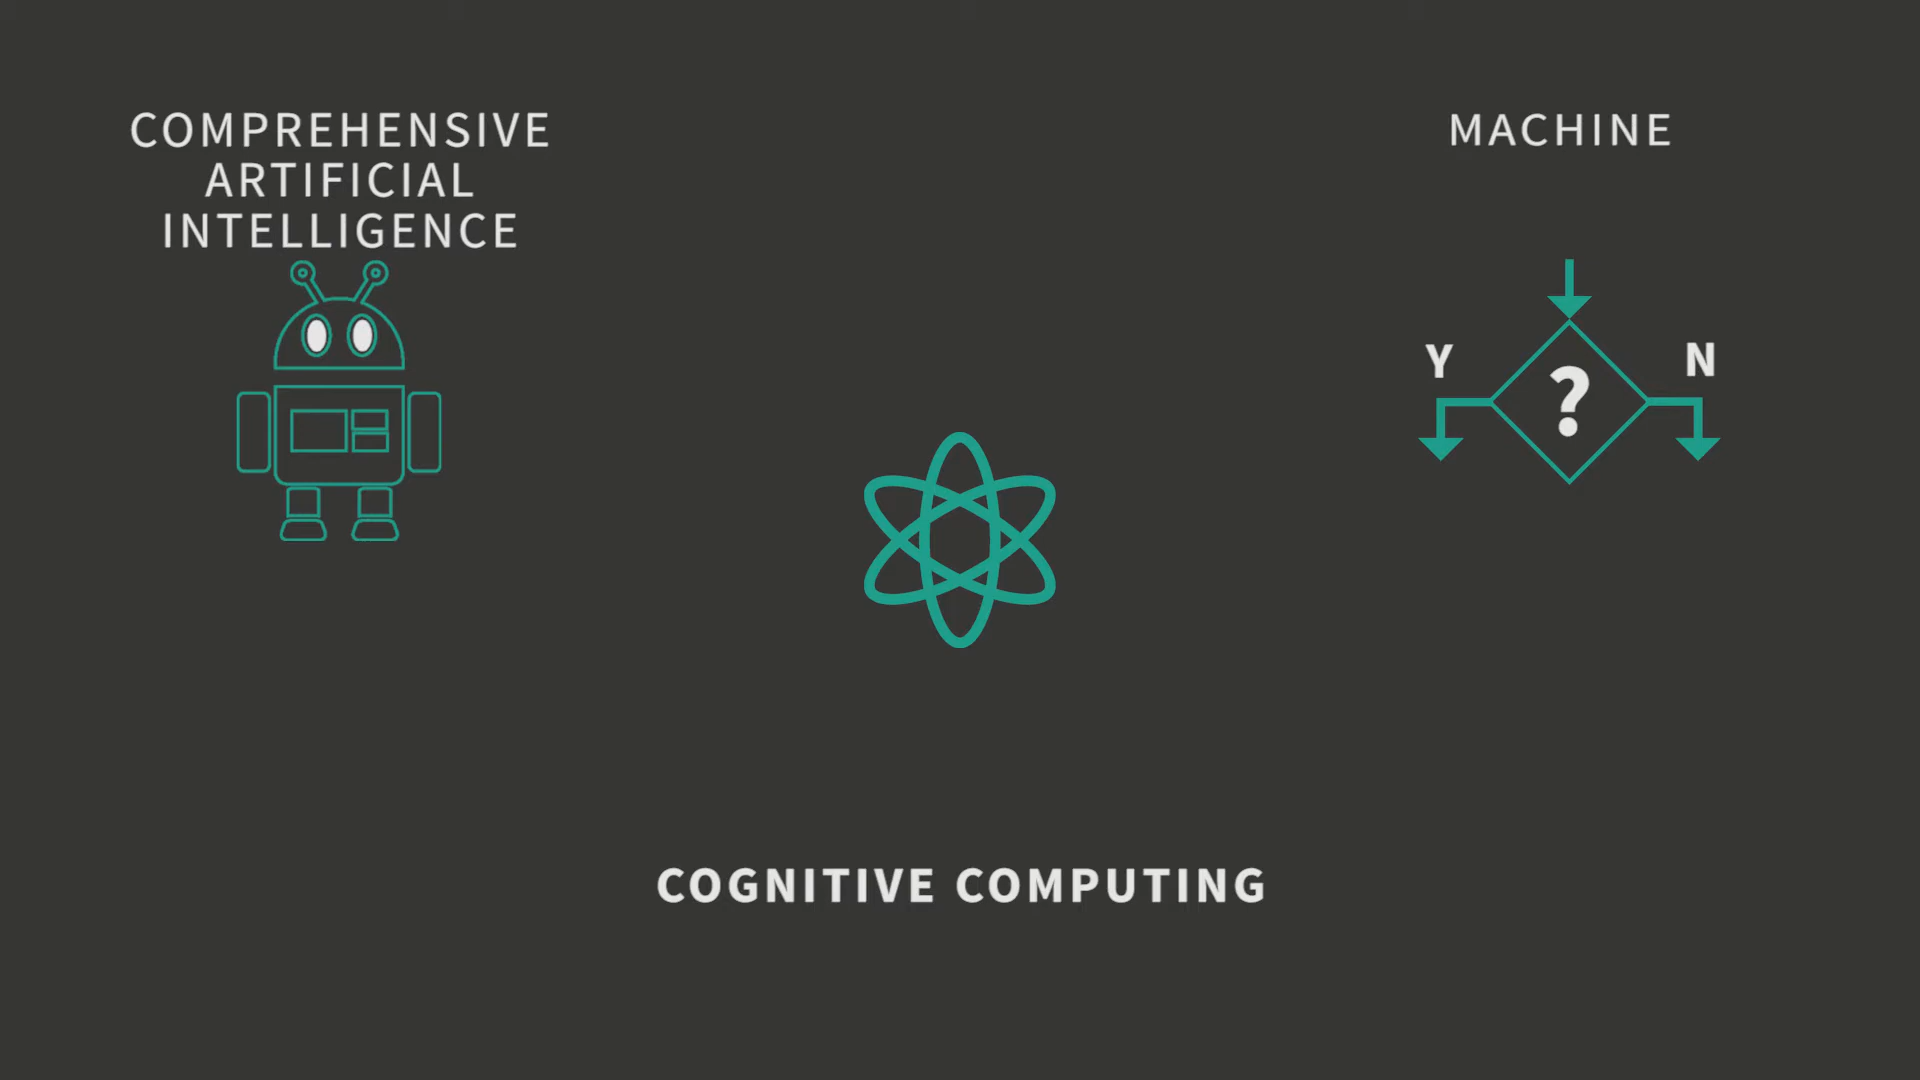 COMPREHENSIVE
ARTIFICIAL
INTELLIGENCE
MACHINE
Y
N
?
COGNITIVE COMPUTING